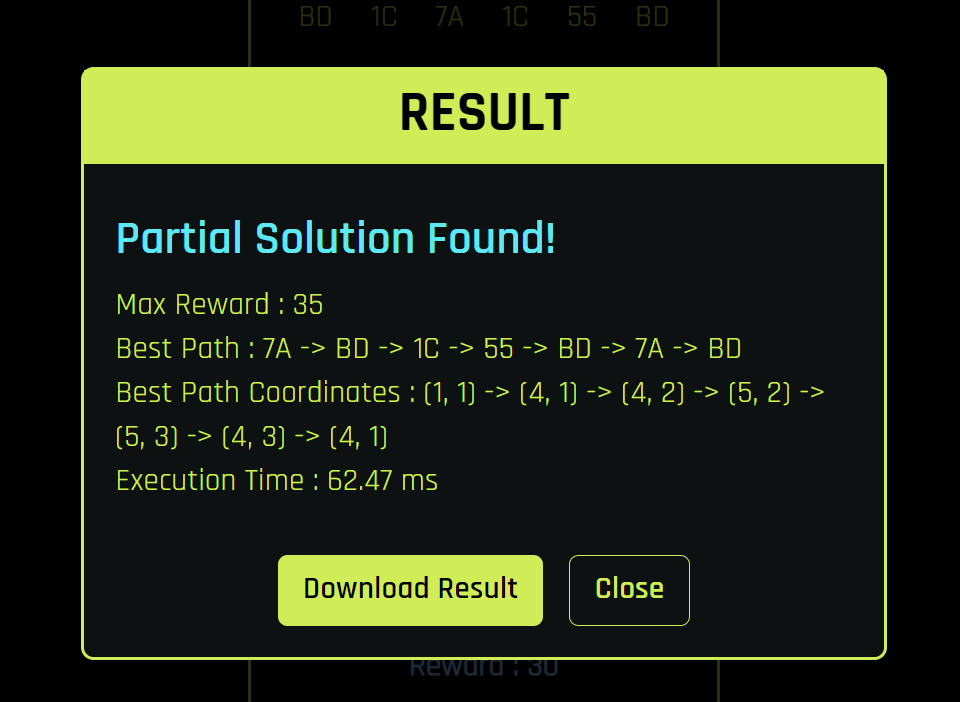 BD 1C 7A 1C 55 BD
RESULT
Partial Solution Found!
Max Reward : 35
Best Path : 7A -> BD -> 1C -> 55 -> BD -> 7A -> BD
Best Path Coordinates : (1, 1) -> (4, 1) -> (4, 2) -> (5, 2) ->
(5, 3) -> (4, 3) -> (4, 1)
Execution Time : 62.47 ms
Download Result
Close
Reward : 30